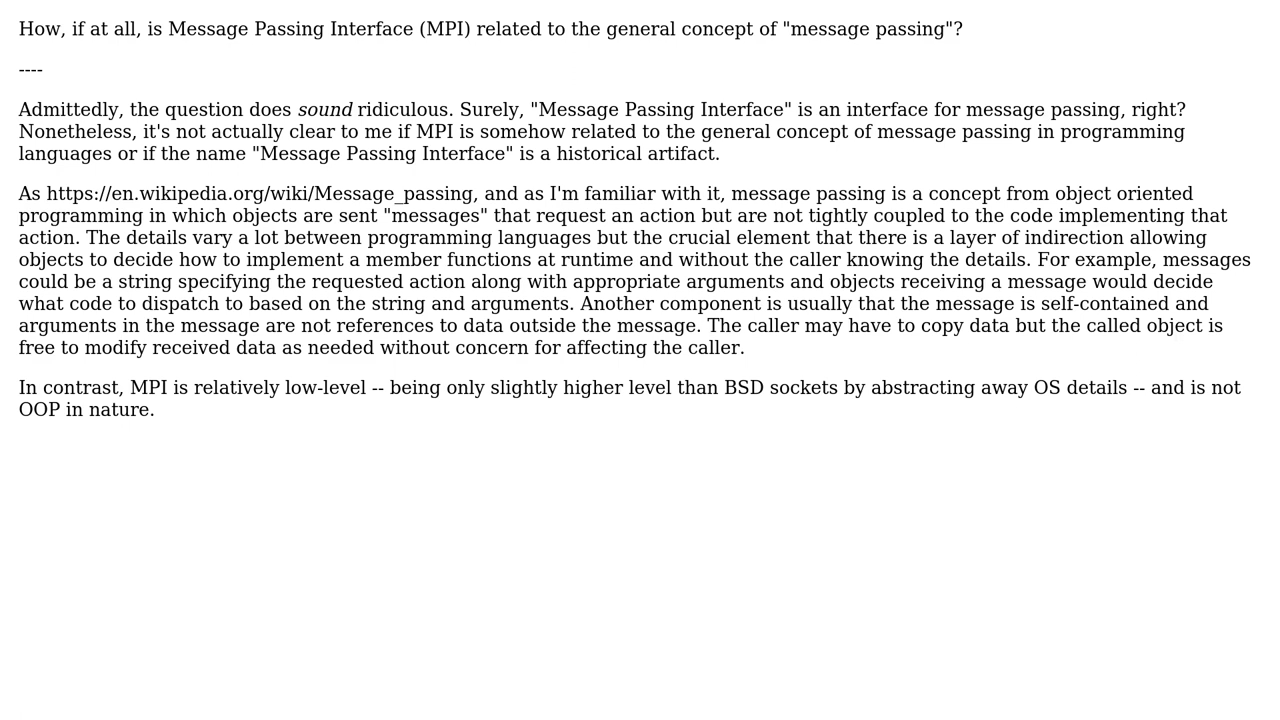 How, if at all, is Message Passing Interface (MPI) related to the general concept of "message passing"?
----
Admittedly, the question does sound ridiculous. Surely, "Message Passing Interface" is an interface for message passing, right?
Nonetheless, it's not actually clear to me if MPI is somehow related to the general concept of message passing in programming
languages or if the name "Message Passing Interface" is a historical artifact.
As https://en.wikipedia.org/wiki/Message_passing, and as I'm familiar with it, message passing is a concept from object oriented
programming in which objects are sent "messages" that request an action but are not tightly coupled to the code implementing that
action. The details vary a lot between programming languages but the crucial element that there is a layer of indirection allowing
objects to decide how to implement a member functions at runtime and without the caller knowing the details. For example, messages
could be a string specifying the requested action along with appropriate arguments and objects receiving a message would decide
what code to dispatch to based on the string and arguments. Another component is usually that the message is self-contained and
arguments in the message are not references to data outside the message. The caller may have to copy data but the called object is
free to modify received data as needed without concern for affecting the caller.
In contrast, MPI is relatively low-level -- being only slightly higher level than BSD sockets by abstracting away OS details -- and is not
OOP in nature.